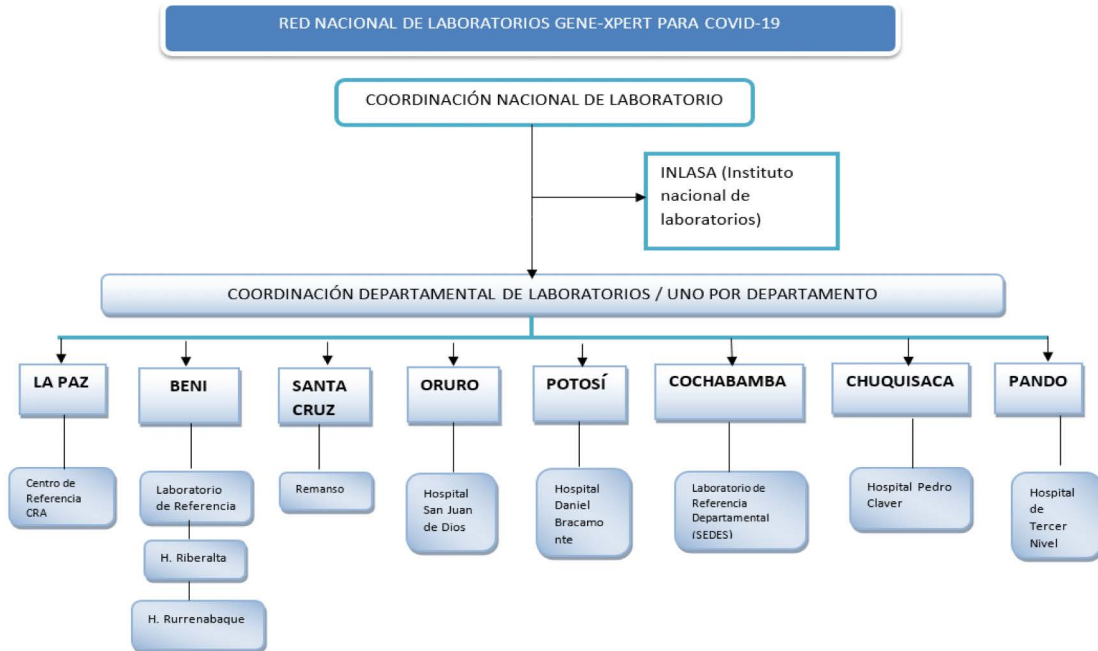 RED NACIONAL DE LABORATORIOS GENE-XPERT PARA COVID-19
COORDINACIÓN NACIONAL DE LABORATORIO
INLASA (Instituto
nacional de
laboratorios)
COORDINACIÓN DEPARTAMENTAL DE LABORATORIOS / UNO POR DEPARTAMENTO
LA PAZ
BENI
SANTA
CRUZ
ORURO
POTOSÍ
COCHABAMBA
CHUQUISACA
PANDO
Centro de
Referencia
CRA
Laboratorio
de Referencia
H. Riberalta
H. Rurrenabaque
Remanso
Hospital
San Juan
de Dios
Hospital
Daniel
Bracamo
nte
Laboratorio de
Referencia
Departamental
(SEDES)
Hospital Pedro
Claver
Hospital
de
Tercer
Nivel